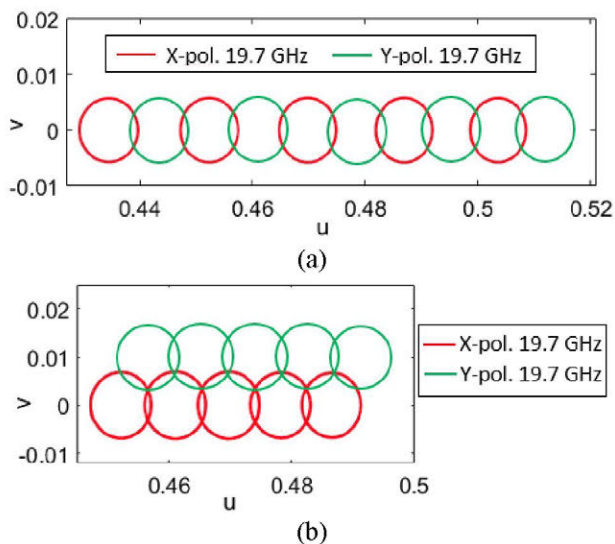 0.02
X-pol. 19.7 GHz
Y-pol. 19.7 GHz
0.01
v
0
-0.01
0.44
0.46
0.48
0.5
0.52
u
(a)
0.02
X-pol. 19.7 GHz
0.01
Y-pol. 19.7 GHz
v
0
-0.01
0.46
0.48
0.5
u
(b)